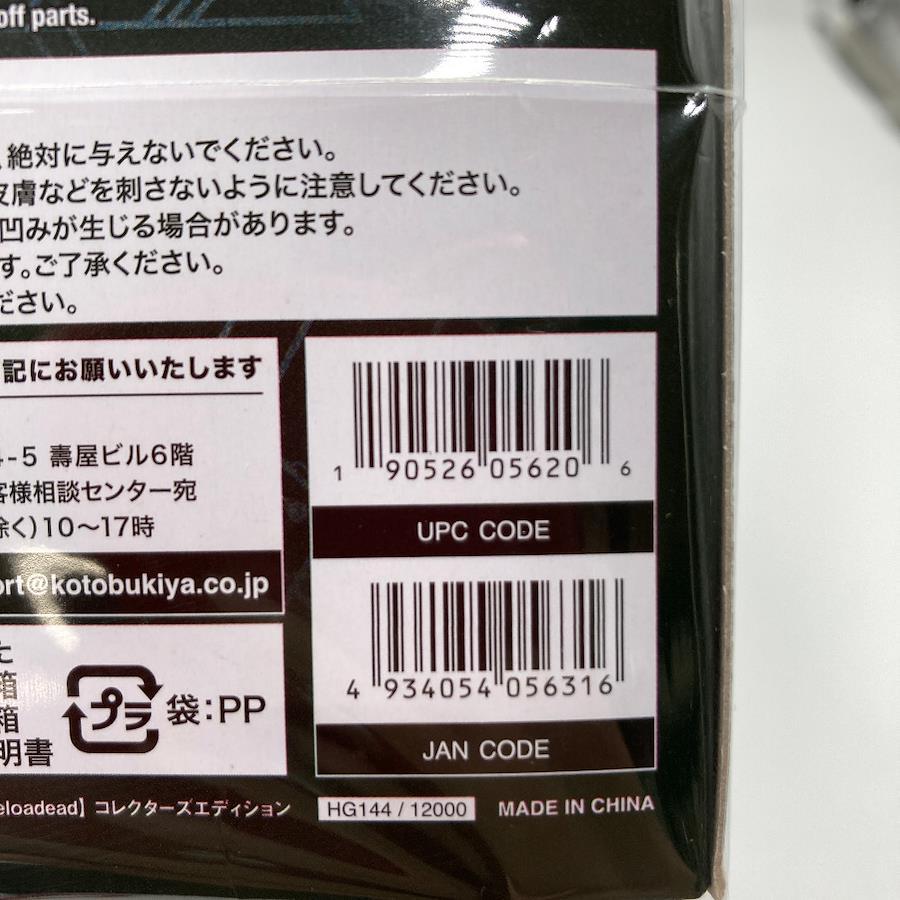 off parts.
絶対に与えないでください。
皮膚などを刺さないように注意してください。
凹みが生じる場合があります。
す。ご了承ください。
ださい。
記にお願いいたします
4-5 壽屋ビル6階
客様相談センター宛
除く)10～17時
ort@kotobukiya.co.jp
箱
箱
明書
プラ
袋:PP
1 90526 05620 6
UPC CODE
4 934054 056316
JAN CODE
eloadead】コレクターズエディション
HG144 / 12000
MADE IN CHINA